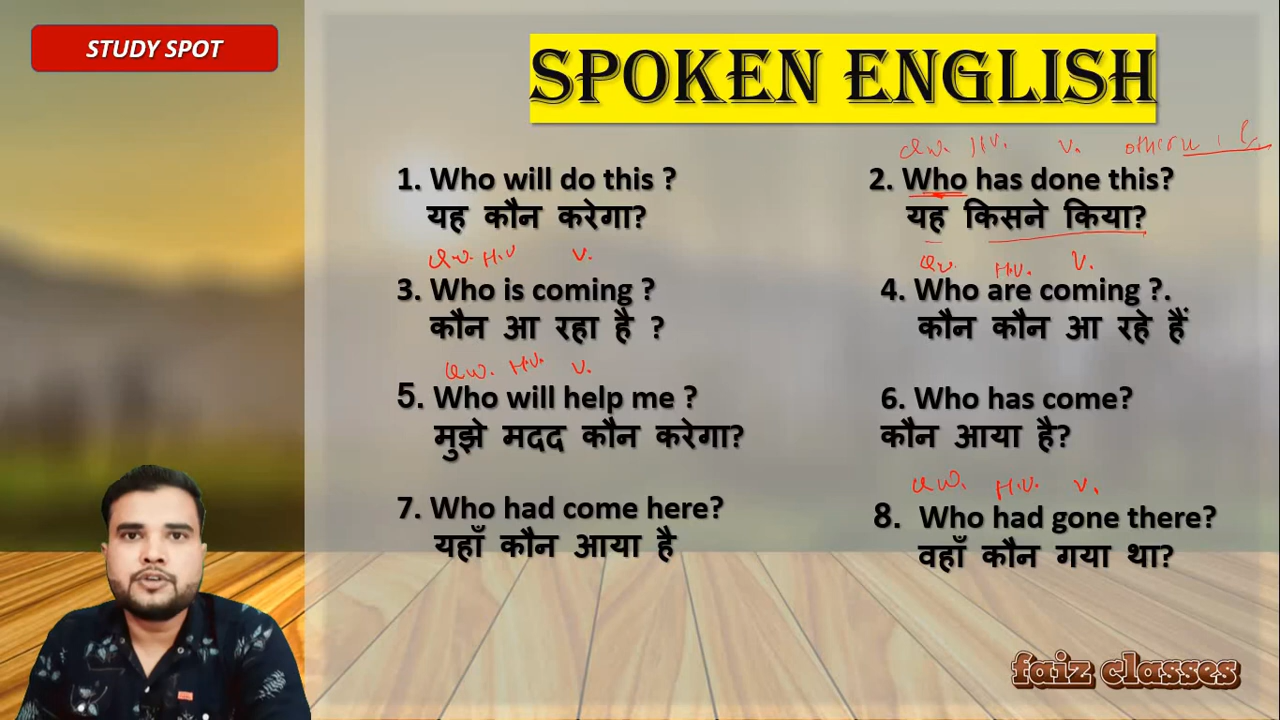 STUDY SPOT
SPOKEN ENGLISH
Q.w. H.V. V. other
1. Who will do this ?
यह कौन करेगा?
2. Who has done this?
यह किसने किया?
Q.w. H.V V.
3. Who is coming ?
कौन आ रहा है ?
Q.w. H.V. V.
4. Who are coming ?.
कौन कौन आ रहे हैं
Q.w. H.V. V.
5. Who will help me ?
मुझे मदद कौन करेगा?
6. Who has come?
कौन आया है?
7. Who had come here?
यहाँ कौन आया है
Q.W. H.V. V.
8. Who had gone there?
वहाँ कौन गया था?
faiz classes